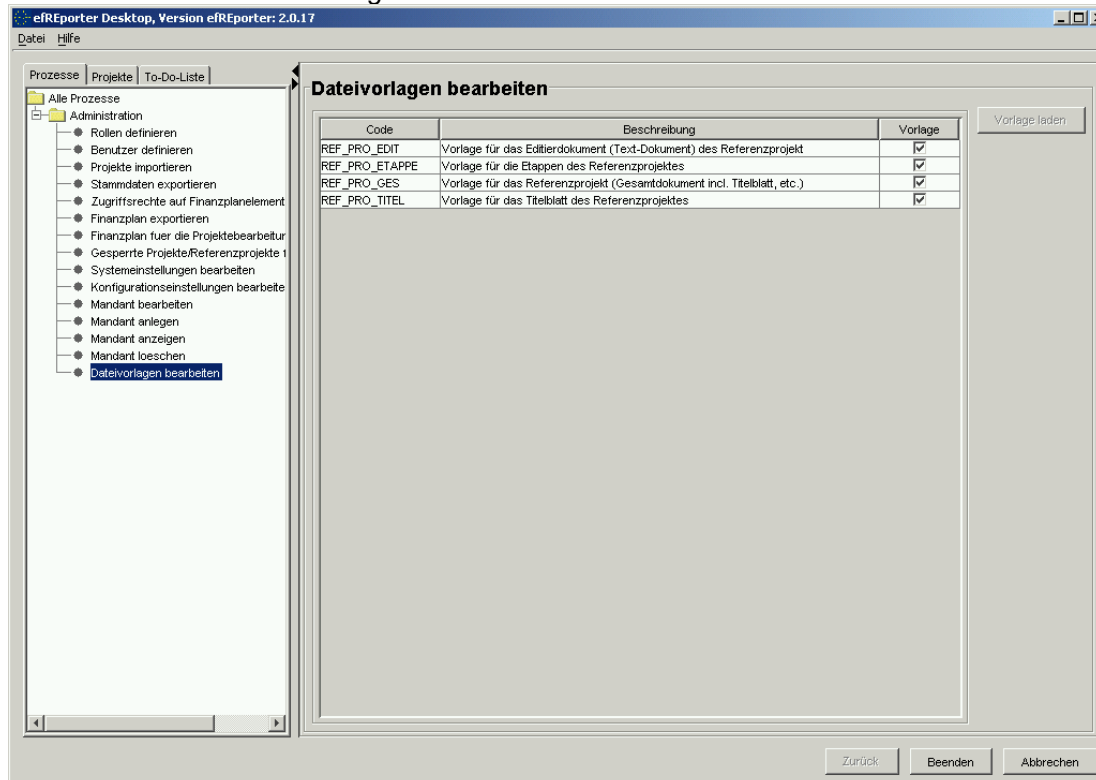 efREporter Desktop, Version efREporter: 2.0.17
Datei Hilfe
Prozesse Projekte To-Do-Liste
Alle Prozesse
Administration
Rollen definieren
Benutzer definieren
Projekte importieren
Stammdaten exportieren
Zugriffsrechte auf Finanzplanelement
Finanzplan exportieren
Finanzplan fuer die Projektebearbeitur
Gesperrte Projekte/Referenzprojekte
Systemeinstellungen bearbeiten
Konfigurationseinstellungen bearbeite
Mandant bearbeiten
Mandant anlegen
Mandant anzeigen
Mandant loeschen
Dateivorlagen bearbeiten
Dateivorlagen bearbeiten
Code Beschreibung Vorlage
REF_PRO_EDIT Vorlage für das Editierdokument (Text-Dokument) des Referenzprojekt
REF_PRO_ETAPPE Vorlage für die Etappen des Referenzprojektes
REF_PRO_GES Vorlage für das Referenzprojekt (Gesamtdokument incl. Titelblatt, etc.)
REF_PRO_TITEL Vorlage für das Titelblatt des Referenzprojektes
Vorlage laden
Zurück Beenden Abbrechen